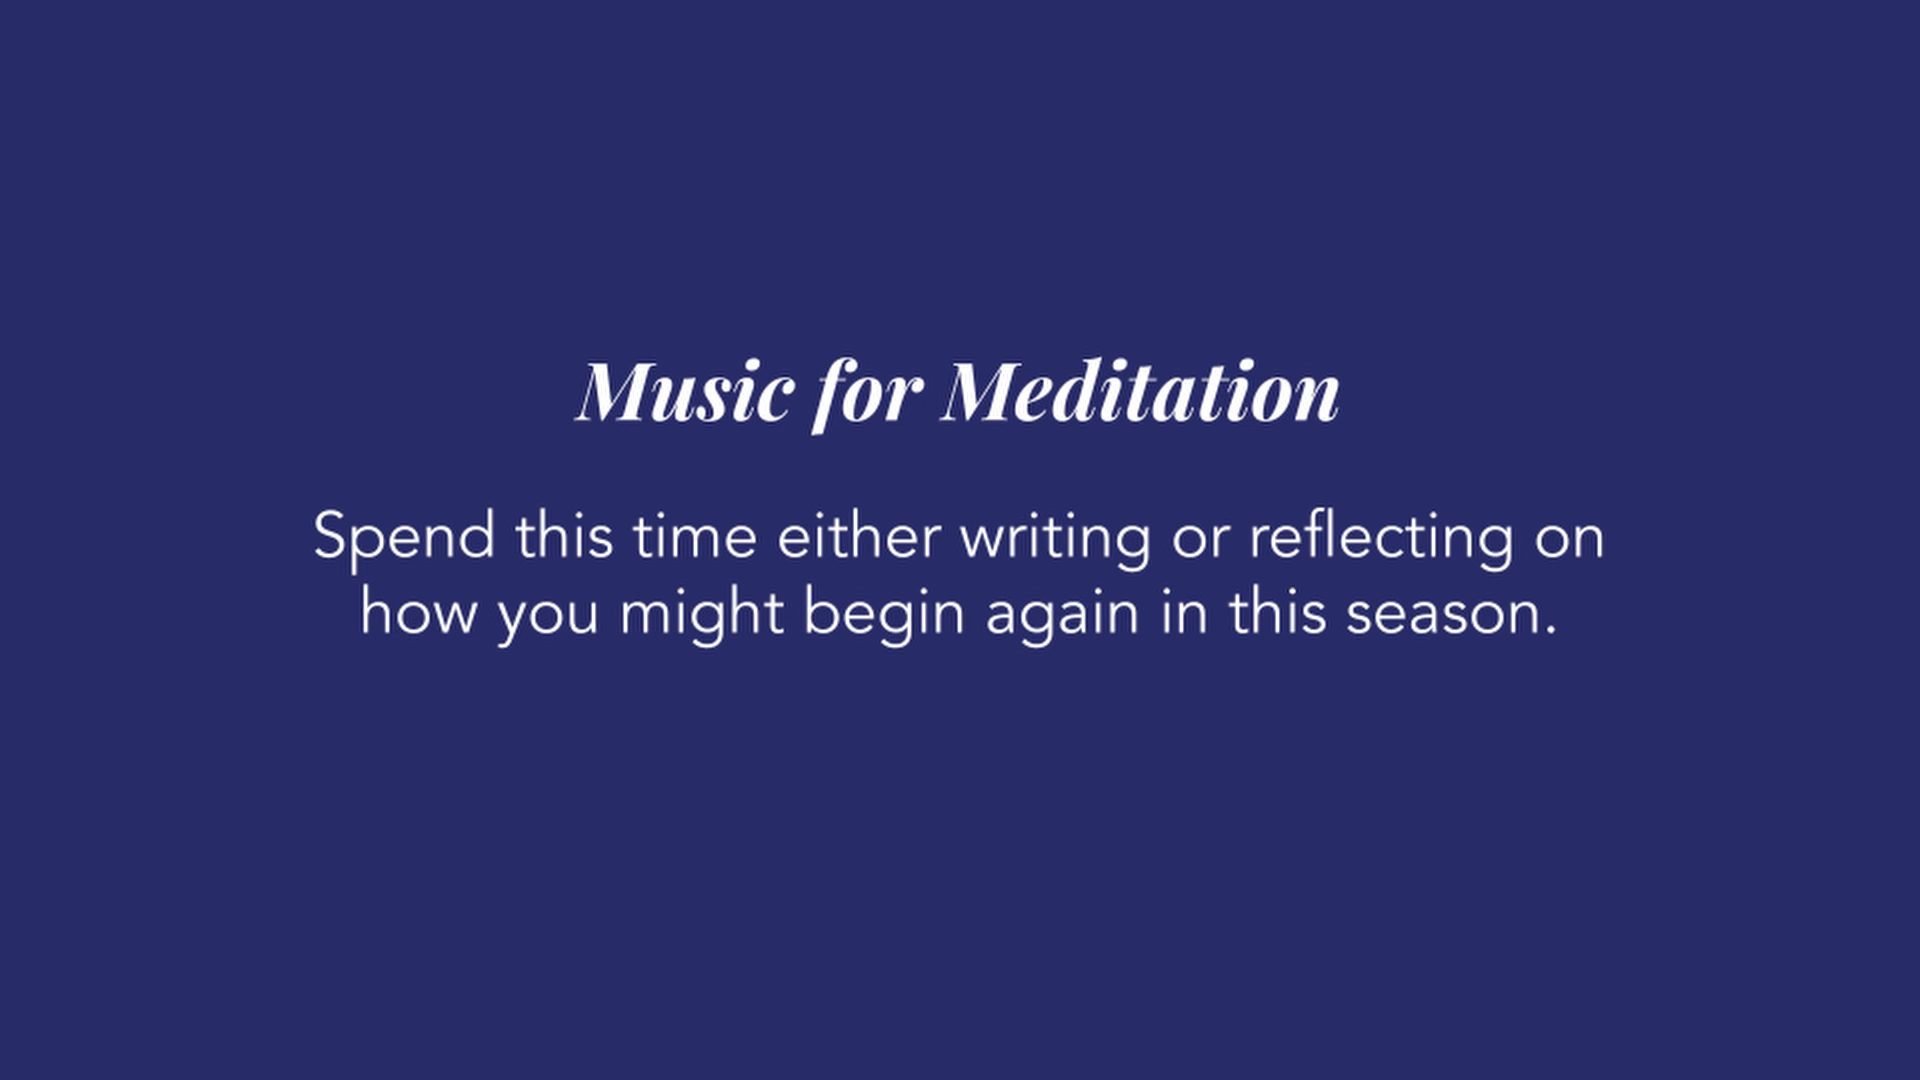 Music for Meditation
Spend this time either writing or reflecting on
how you might begin again in this season.